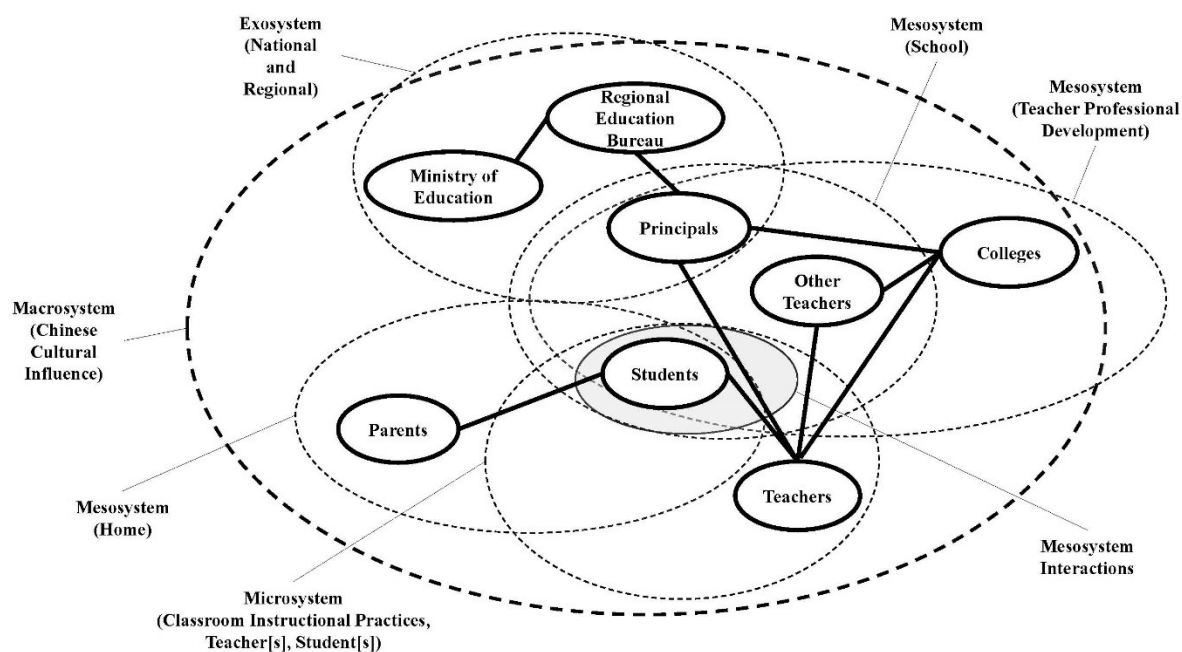 Exosystem
(National
and
Regional)
Mesosystem
(School)
Mesosystem
(Teacher Professional
Development)
Regional
Education
Bureau
Ministry of
Education
Principals
Colleges
Other
Teachers
Macrosystem
(Chinese
Cultural
Influence)
Students
Parents
Teachers
Mesosystem
(Home)
Mesosystem
Interactions
Microsystem
(Classroom Instructional Practices,
Teacher[s], Student[s])